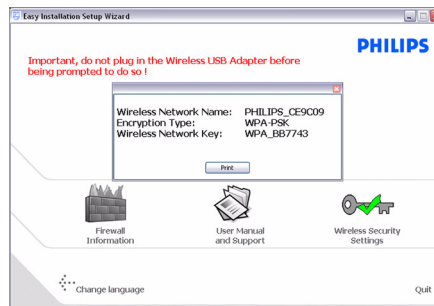 Easy Installation Setup Wizard
PHILIPS
Important, do not plug in the Wireless USB Adapter before
being prompted to do so !
Wireless Network Name: PHILIPS_CE9C09
Encryption Type: WPA-PSK
Wireless Network Key: WPA_BB7743
Print
Firewall
Information
User Manual
and Support
Wireless Security
Settings
Change language
Quit